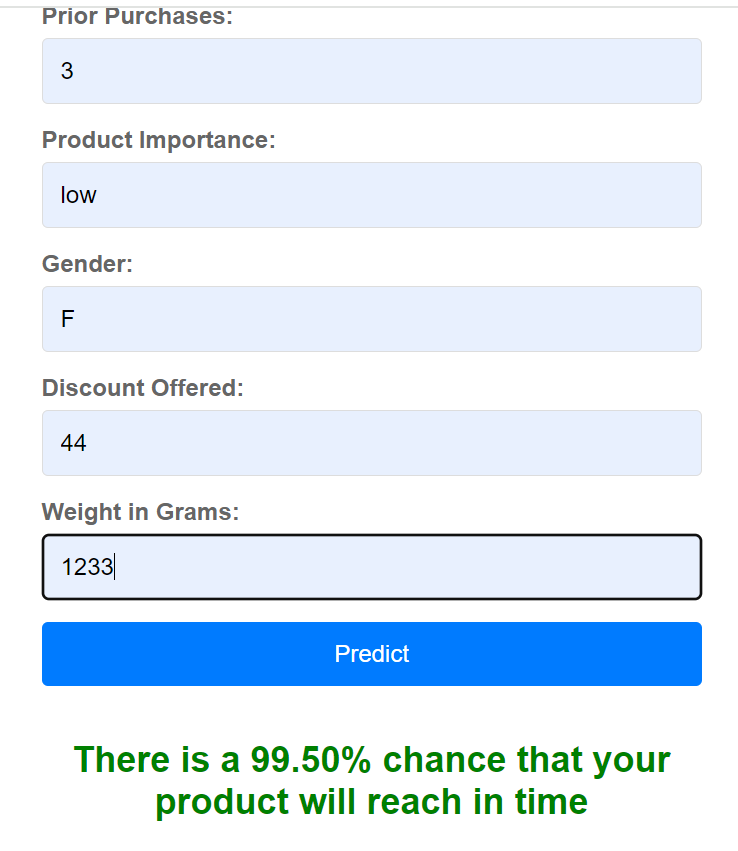 Prior Purchases:
3
Product Importance:
low
Gender:
F
Discount Offered:
44
Weight in Grams:
1233
Predict
There is a 99.50% chance that your
product will reach in time